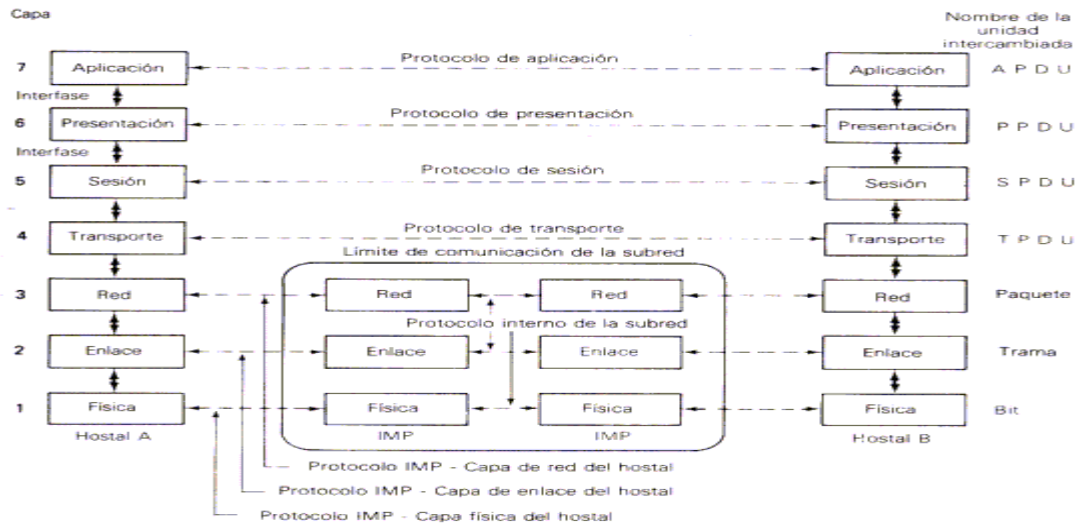 Capa
Nombre de la
unidad
intercambiada
7 Aplicación Protocolo de aplicación Aplicación A P D U
Interfase
6 Presentación Protocolo de presentación Presentación P P D U
Interfase
5 Sesión Protocolo de sesión Sesión S P D U
4 Transporte Protocolo de transporte Transporte T P D U
Límite de comunicación de la subred
3 Red Red Red Red Paquete
Protocolo interno de la subred
2 Enlace Enlace Enlace Enlace Trama
1 Física Física Física Física Bit
Hostal A IMP IMP Hostal B
Protocolo IMP - Capa de red del hostal
Protocolo IMP - Capa de enlace del hostal
Protocolo IMP - Capa física del hostal